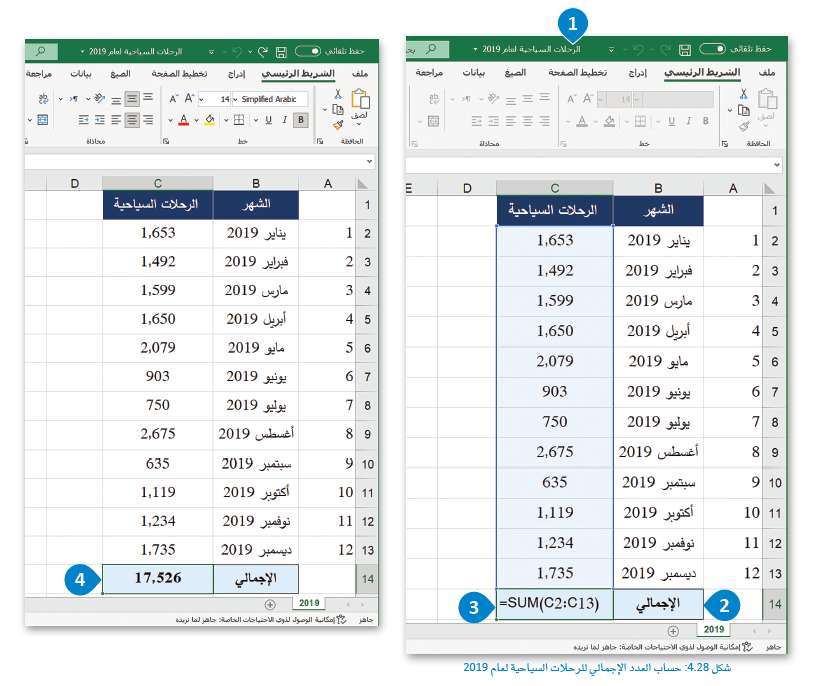 1
حفظ تلقائي
الرحلات السياحية لعام 2019
بحـ
ملف
الشريط الرئيسي
إدراج
تخطيط الصفحة
الصيغ
بيانات
مراجعة
لصق
14
B I U
الحافظة
خط
محاذاة
A B C D E
1 الشهر الرحلات السياحية
2 1 يناير 2019 1,653
3 2 فبراير 2019 1,492
4 3 مارس 2019 1,599
5 4 أبريل 2019 1,650
6 5 مايو 2019 2,079
7 6 يونيو 2019 903
8 7 يوليو 2019 750
9 8 أغسطس 2019 2,675
10 9 سبتمبر 2019 635
11 10 أكتوبر 2019 1,119
12 11 نوفمبر 2019 1,234
13 12 ديسمبر 2019 1,735
14 2 الإجمالي =SUM(C2:C13) 3
2019
جاهز
إمكانية الوصول لذوي الاحتياجات الخاصة: جاهز لما تريده
حفظ تلقائي
الرحلات السياحية لعام 2019
ملف
الشريط الرئيسي
إدراج
تخطيط الصفحة
الصيغ
بيانات
مراجعة
لصق
Simplified Arabic
14
B I U
الحافظة
خط
محاذاة
A B C D
1 الشهر الرحلات السياحية
2 1 يناير 2019 1,653
3 2 فبراير 2019 1,492
4 3 مارس 2019 1,599
5 4 أبريل 2019 1,650
6 5 مايو 2019 2,079
7 6 يونيو 2019 903
8 7 يوليو 2019 750
9 8 أغسطس 2019 2,675
10 9 سبتمبر 2019 635
11 10 أكتوبر 2019 1,119
12 11 نوفمبر 2019 1,234
13 12 ديسمبر 2019 1,735
14 الإجمالي 17,526 4
2019
جاهز
إمكانية الوصول لذوي الاحتياجات الخاصة: جاهز لما تريده
شكل 4.28: حساب العدد الإجمالي للرحلات السياحية لعام 2019